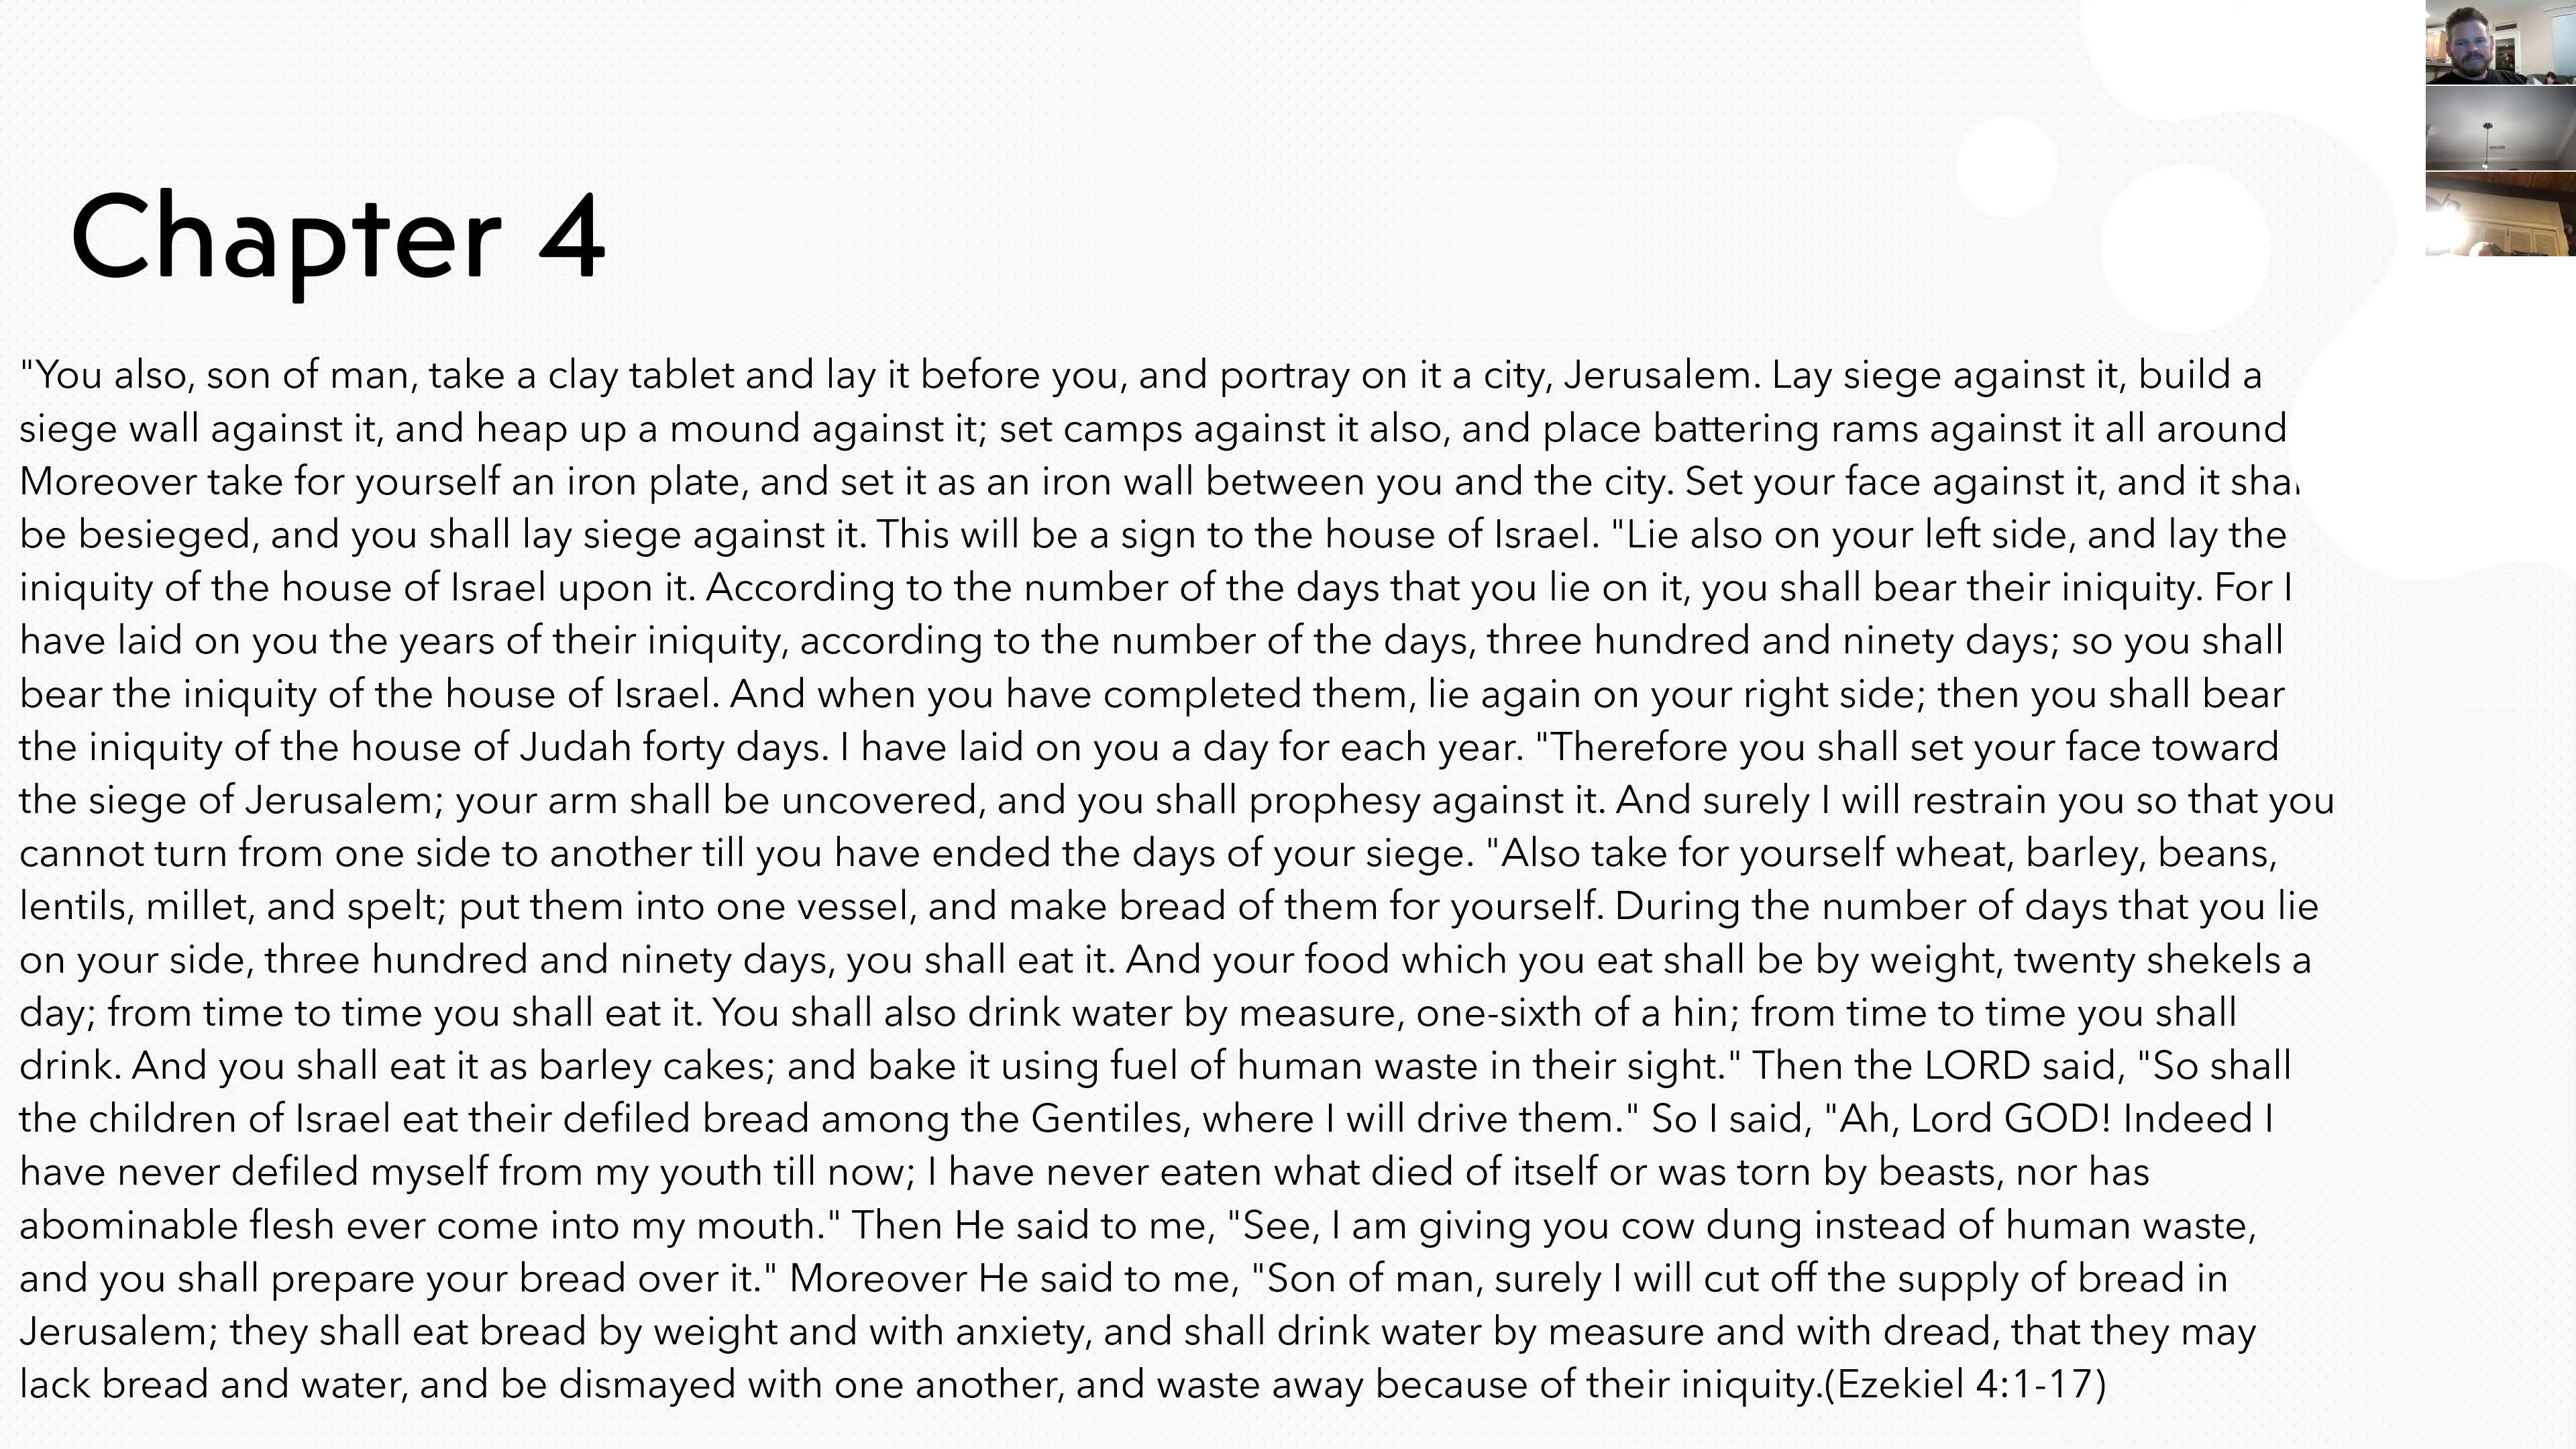 Chapter 4
"You also, son of man, take a clay tablet and lay it before you, and portray on it a city, Jerusalem. Lay siege against it, build a
siege wall against it, and heap up a mound against it; set camps against it also, and place battering rams against it all around
Moreover take for yourself an iron plate, and set it as an iron wall between you and the city. Set your face against it, and it
be besieged, and you shall lay siege against it. This will be a sign to the house of Israel. "Lie also on your left side, and lay the
iniquity of the house of Israel upon it. According to the number of the days that you lie on it, you shall bear their iniquity. For I
have laid on you the years of their iniquity, according to the number of the days, three hundred and ninety days; so you shall
bear the iniquity of the house of Israel. And when you have completed them, lie again on your right side; then you shall bear
the iniquity of the house of Judah forty days. I have laid on you a day for each year. "Therefore you shall set your face toward
the siege of Jerusalem; your arm shall be uncovered, and you shall prophesy against it. And surely I will restrain you so that you
cannot turn from one side to another till you have ended the days of your siege. "Also take for yourself wheat, barley, beans,
lentils, millet, and spelt; put them into one vessel, and make bread of them for yourself. During the number of days that you lie
on your side, three hundred and ninety days, you shall eat it. And your food which you eat shall be by weight, twenty shekels a
day; from time to time you shall eat it. You shall also drink water by measure, one-sixth of a hin; from time to time you shall
drink. And you shall eat it as barley cakes; and bake it using fuel of human waste in their sight." Then the LORD said, "So shall
the children of Israel eat their defiled bread among the Gentiles, where I will drive them." So I said, "Ah, Lord GOD! Indeed I
have never defiled myself from my youth till now; I have never eaten what died of itself or was torn by beasts, nor has
abominable flesh ever come into my mouth." Then He said to me, "See, I am giving you cow dung instead of human waste,
and you shall prepare your bread over it." Moreover He said to me, "Son of man, surely I will cut off the supply of bread in
Jerusalem; they shall eat bread by weight and with anxiety, and shall drink water by measure and with dread, that they may
lack bread and water, and be dismayed with one another, and waste away because of their iniquity.(Ezekiel 4:1-17)